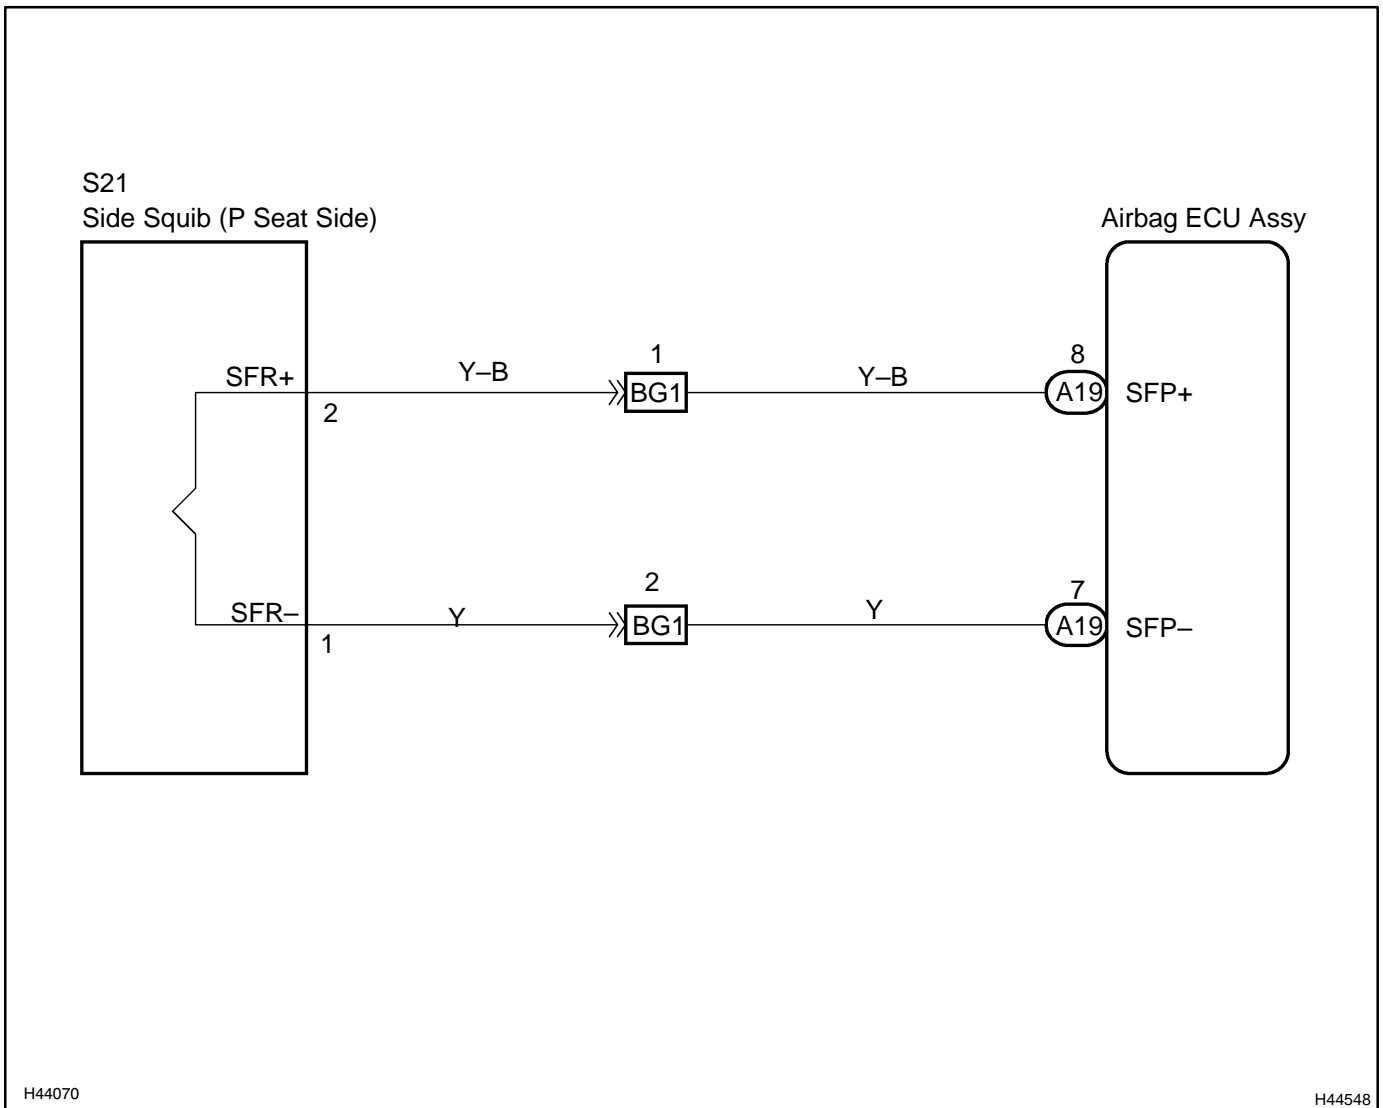 S21
Side Squib (P Seat Side)
Airbag ECU Assy
SFR+
2
Y–B
1
BG1
Y–B
8
A19
SFP+
SFR–
1
Y
2
BG1
Y
7
A19
SFP–
H44070
H44548